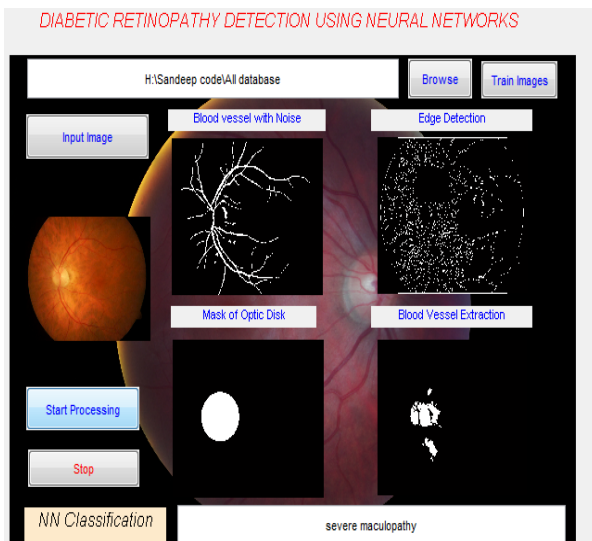 DIABETIC RETINOPATHY DETECTION USING NEURAL NETWORKS
H:\Sandeep code\All database
Browse
Train Images
Input Image
Blood vessel with Noise
Edge Detection
Mask of Optic Disk
Blood Vessel Extraction
Start Processing
Stop
NN Classification
severe maculopathy